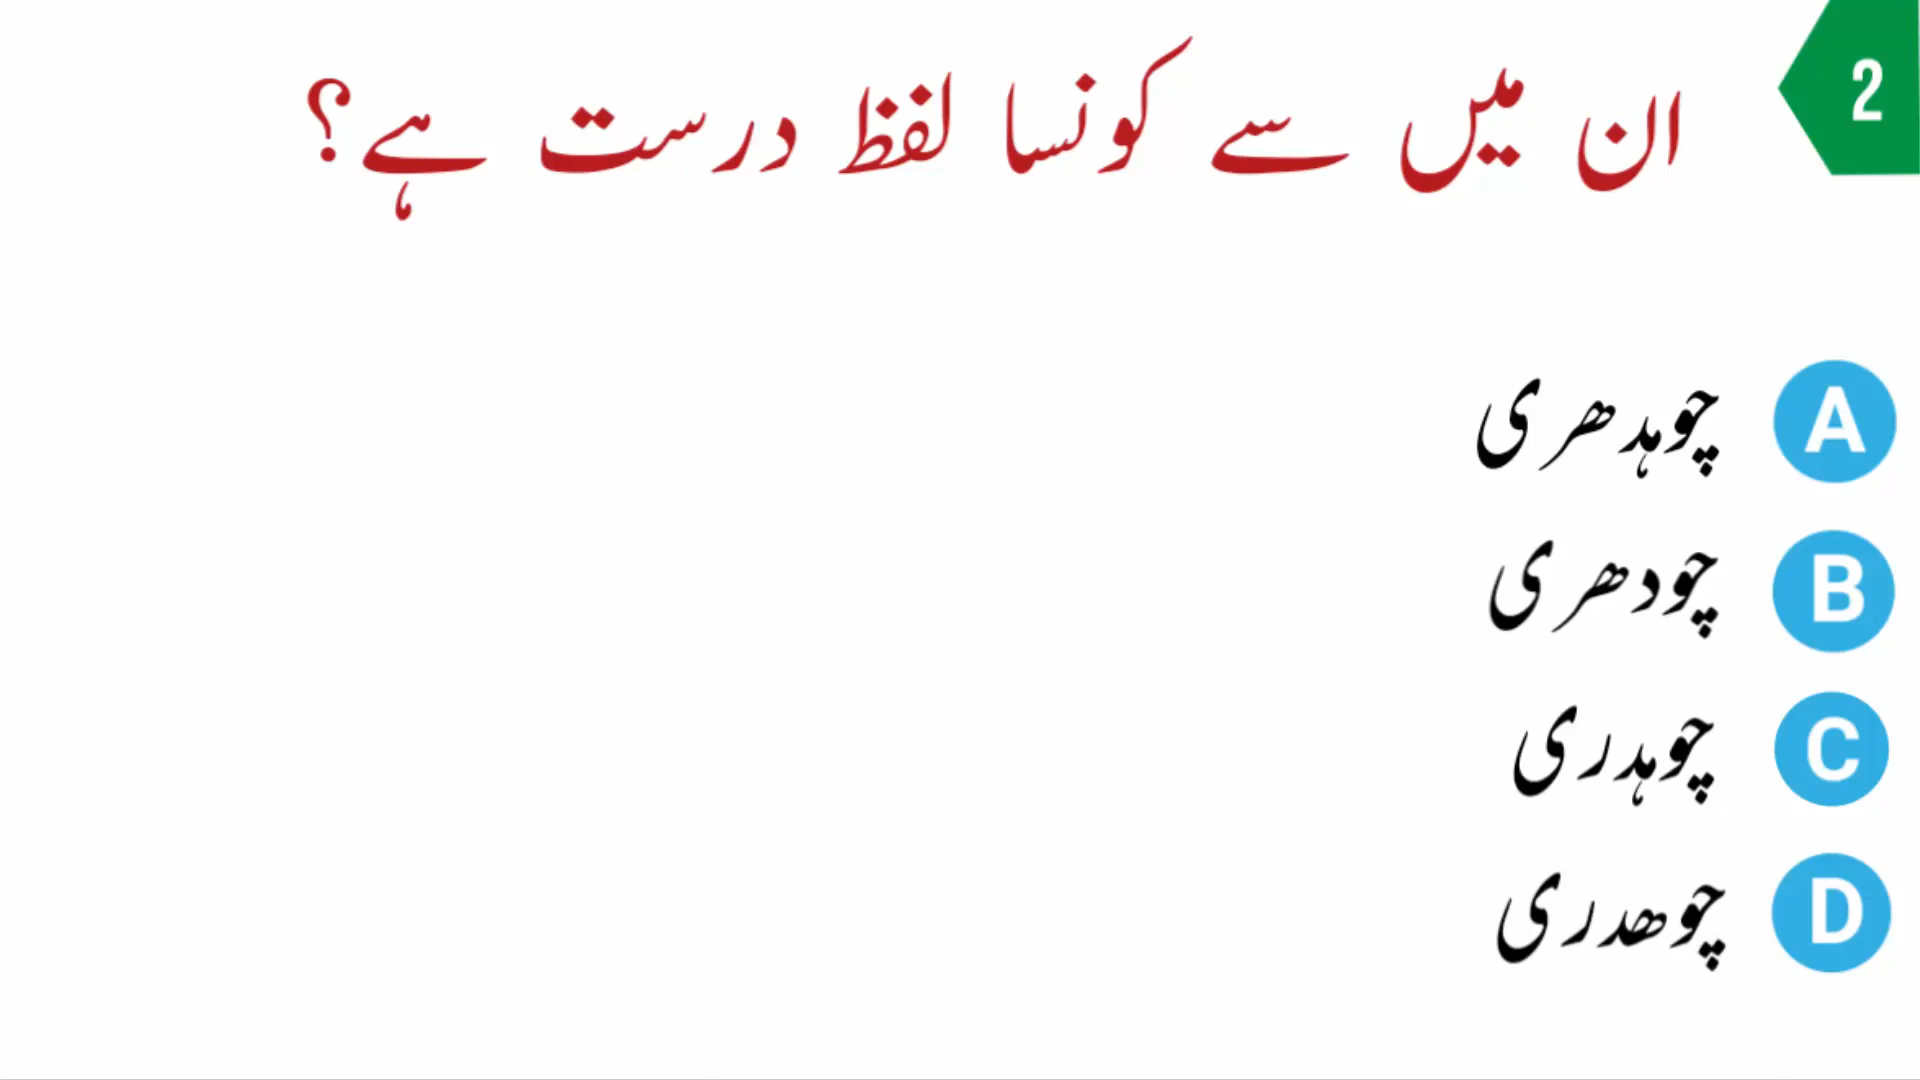 2
ان میں سے کونسا لفظ درست ہے؟
A چوہدھری
B چودھری
C چوہدری
D چوھدری